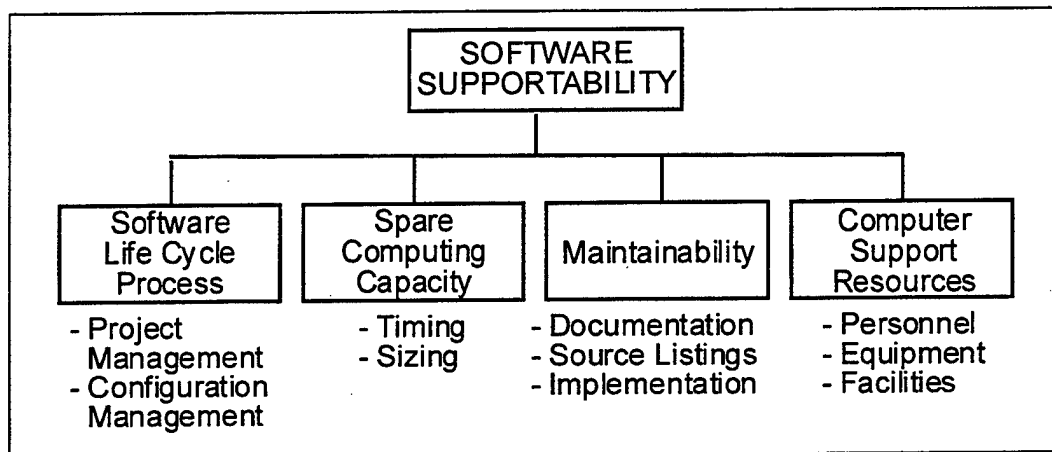 SOFTWARE
SUPPORTABILITY
Software
Life Cycle
Process
- Project
Management
- Configuration
Management
Spare
Computing
Capacity
- Timing
- Sizing
Maintainability
- Documentation
- Source Listings
- Implementation
Computer
Support
Resources
- Personnel
- Equipment
- Facilities